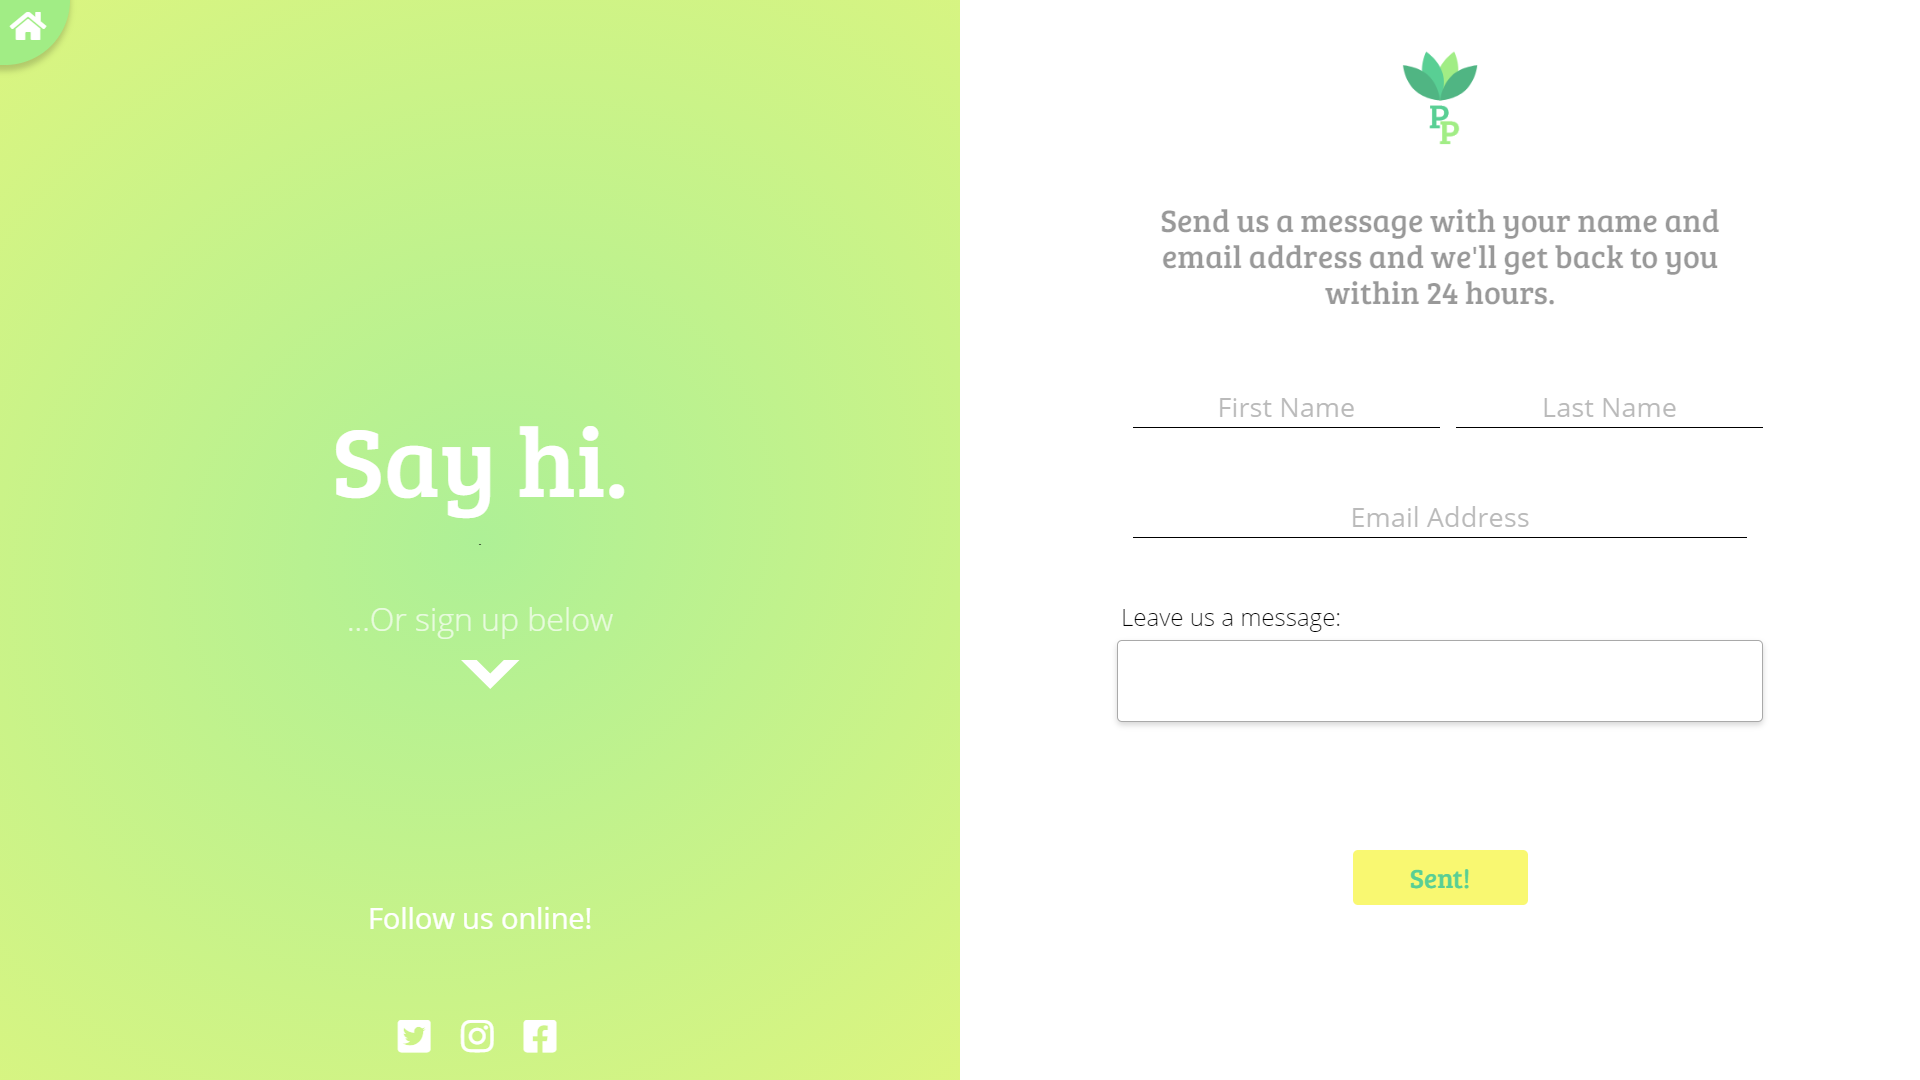 Say hi.
...Or sign up below
Follow us online!
P
P
Send us a message with your name and
email address and we'll get back to you
within 24 hours.
First Name
Last Name
Email Address
Leave us a message:
Sent!